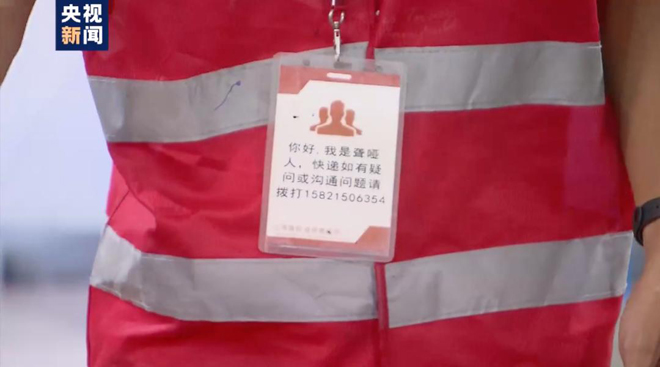 央视
新闻
你好,我是聋哑
人,快递如有疑
问或沟通问题请
拨打15821506354